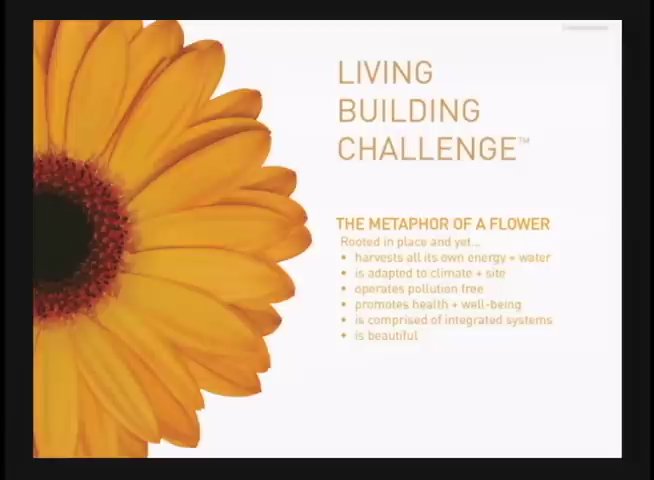 LIVING
BUILDING
CHALLENGE™
THE METAPHOR OF A FLOWER
Rooted in place and yet...
• harvests all its own energy + water
• is adapted to climate + site
• operates pollution free
• promotes health + well-being
• is comprised of integrated systems
• is beautiful